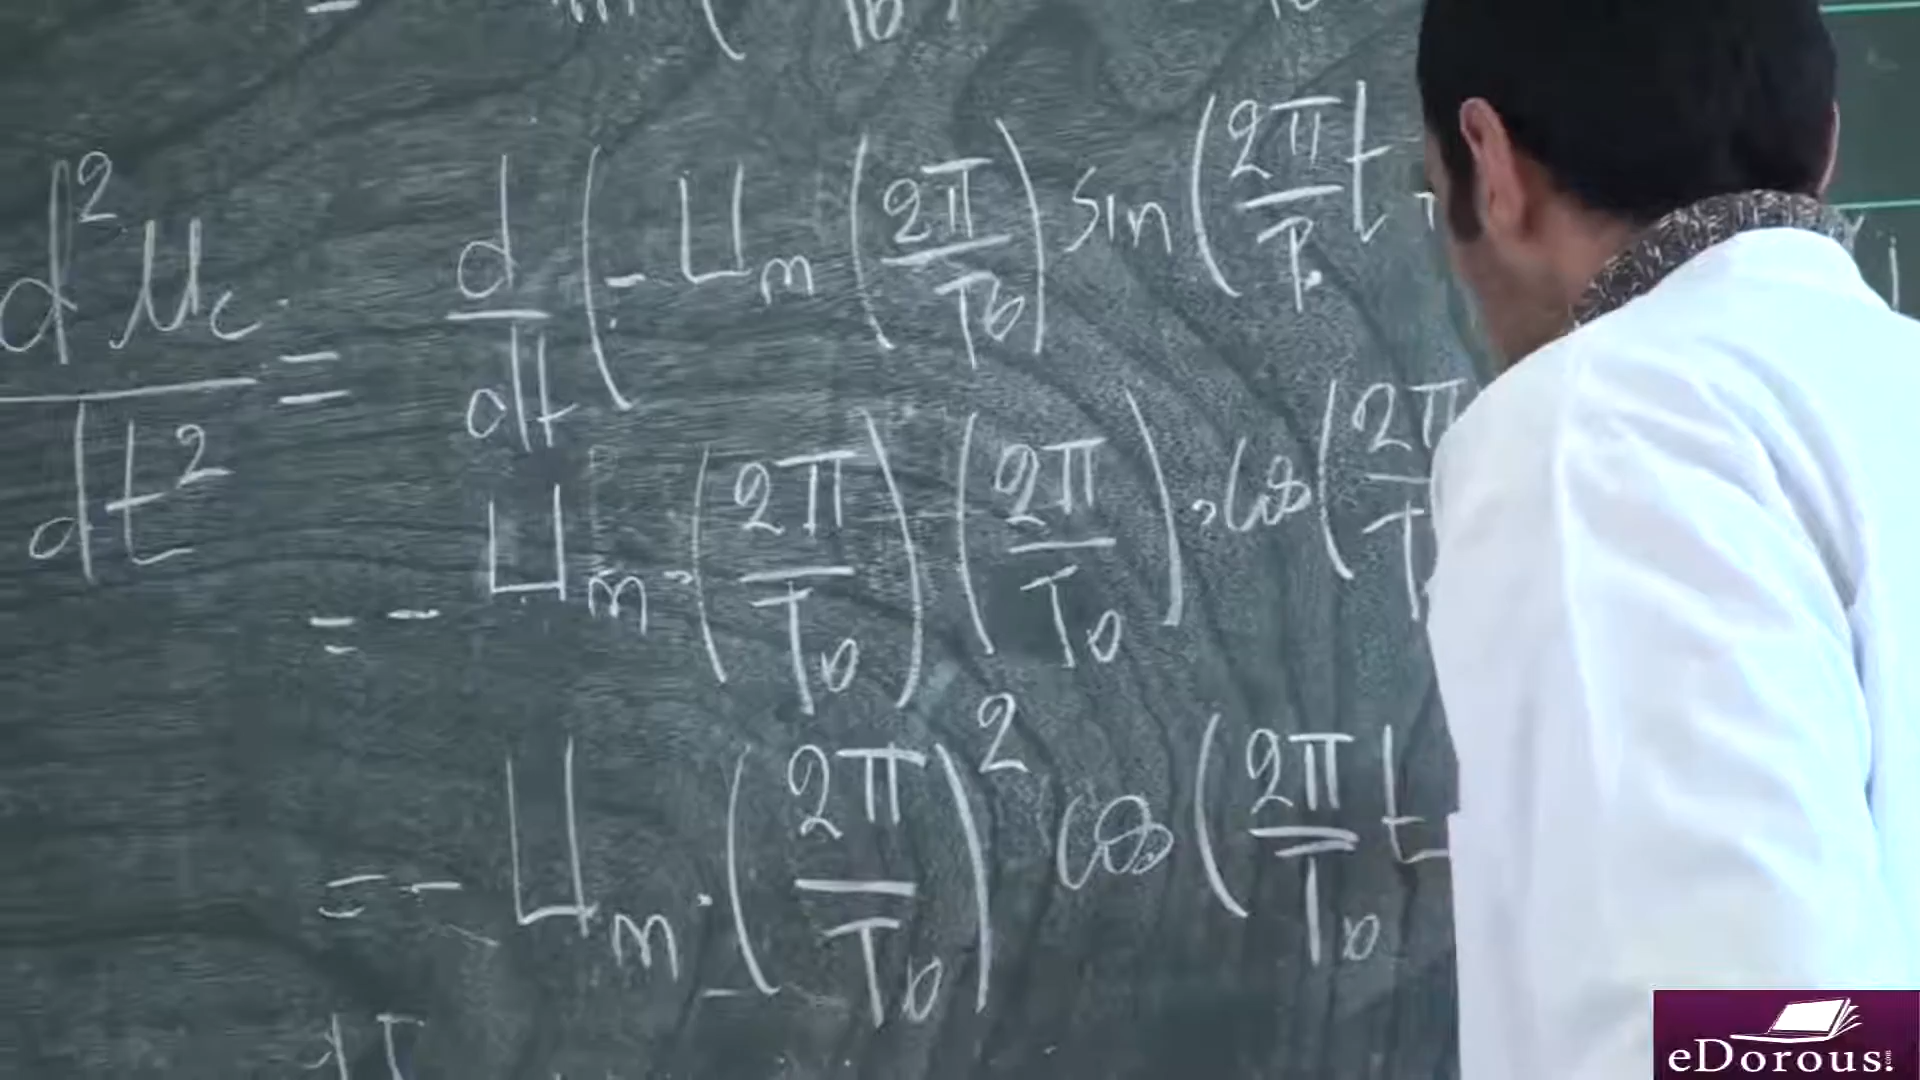 d²u_c/dt² = d/dt (- U_m (2π/T₀) sin (2π/T₀ t
= - U_m · (2π/T₀) (2π/T₀) · cos (2π/T
= - U_m · (2π/T₀)² cos (2π/T₀ t
eDorous!.com